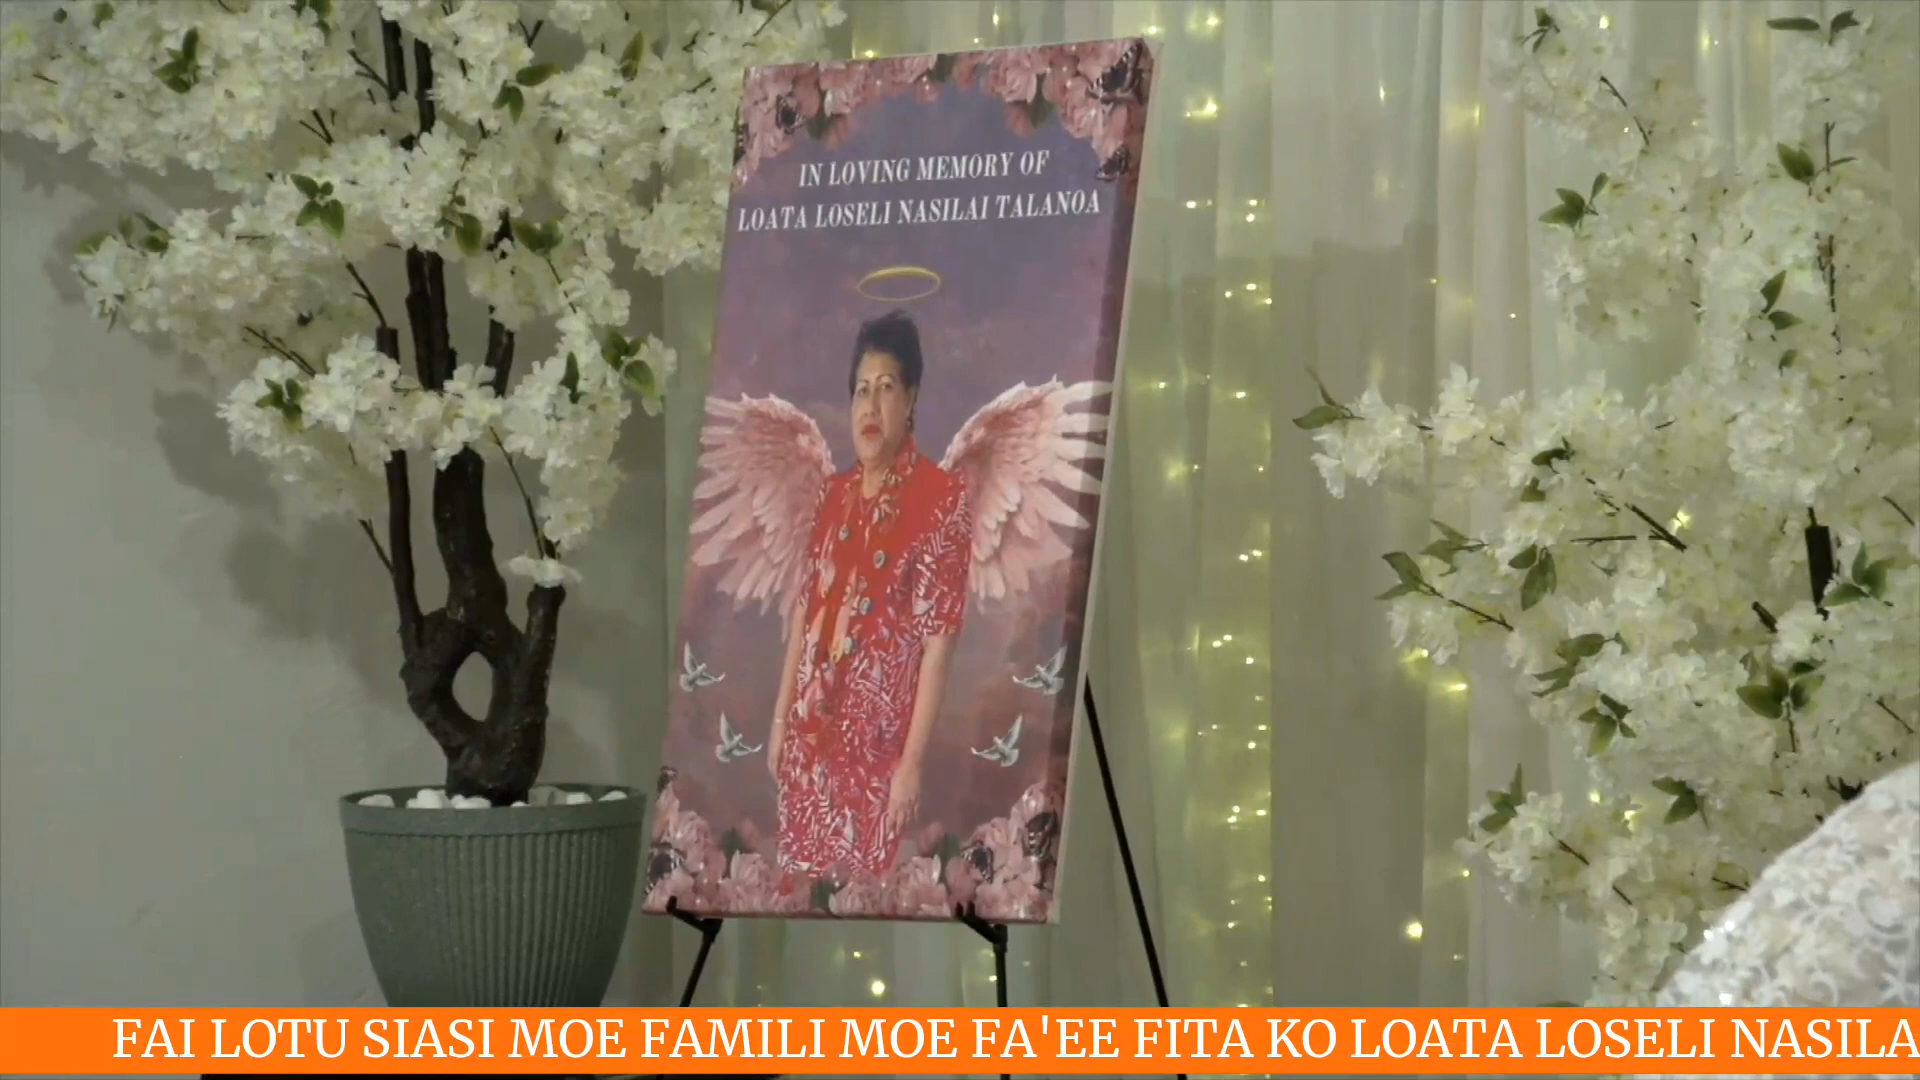 IN LOVING MEMORY OF
LOATA LOSELI NASILAI TALANOA
FAI LOTU SIASI MOE FAMILI MOE FA'EE FITA KO LOATA LOSELI NASILA